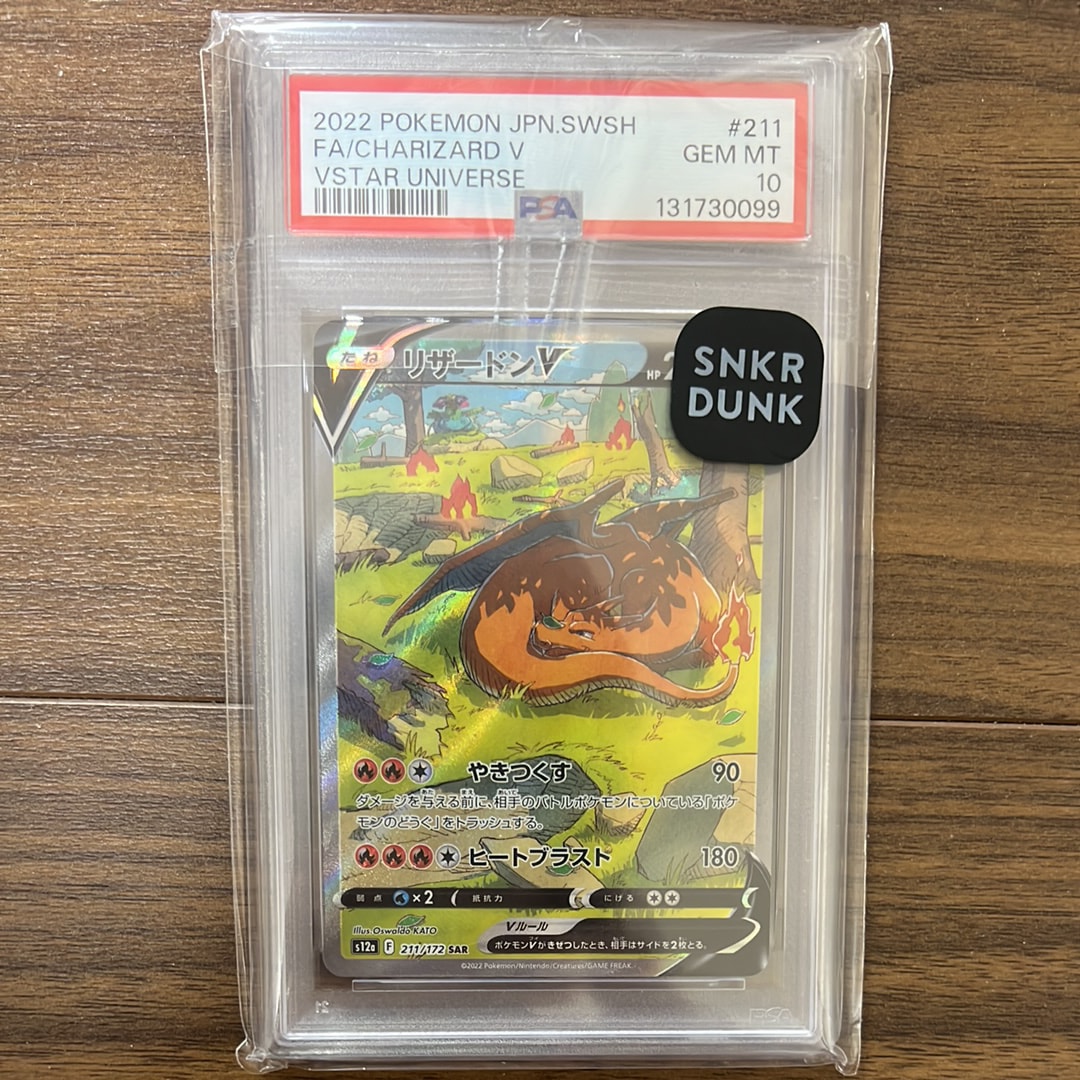 2022 POKEMON JPN.SWSH #211
FA/CHARIZARD V GEM MT
VSTAR UNIVERSE 10
PSA 131730099
SNKR
DUNK
たね リザードンV HP 2
やきつくす 90
ダメージを与える前に、相手のバトルポケモンについている「ポケ
モンのどうぐ」をトラッシュする。
ヒートブラスト 180
弱点 ×2 抵抗力 にげる
Illus. Oswaldo KATO
Vルール
ポケモンVがきぜつしたとき、相手はサイドを2枚とる。
s12a F 211/172 SAR
©2022 Pokémon/Nintendo/Creatures/GAME FREAK.
PSA